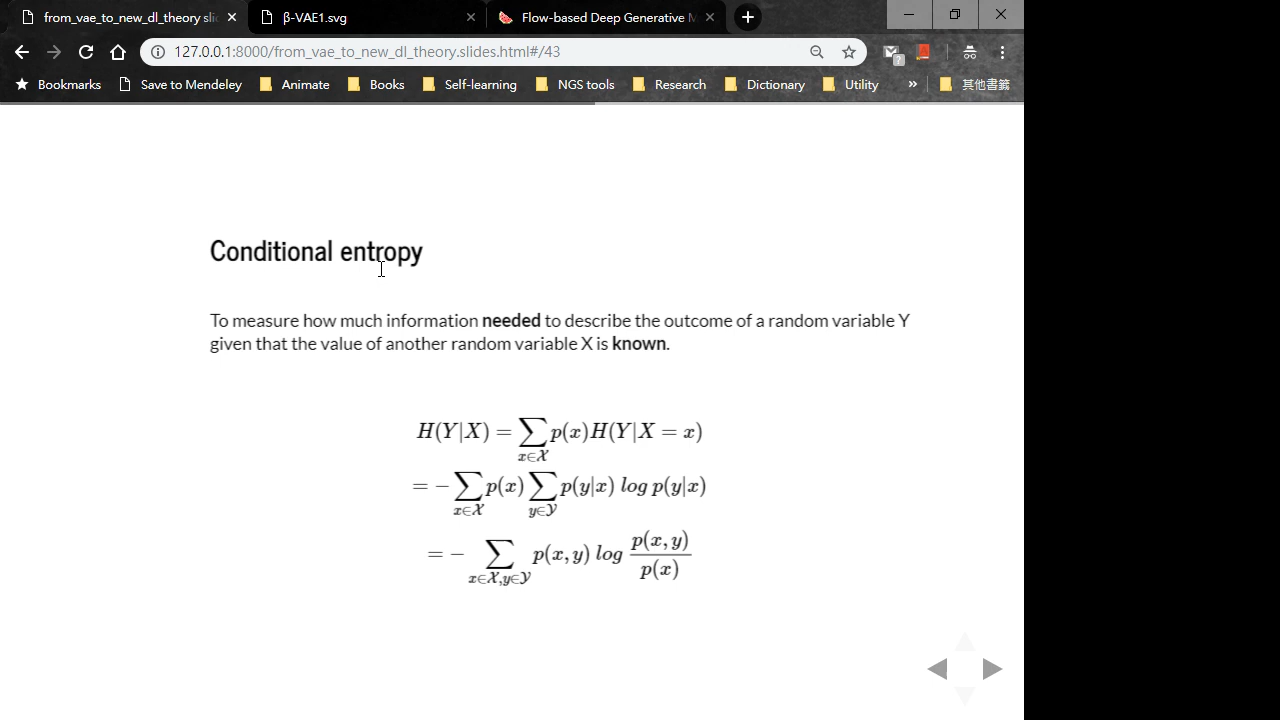 from_vae_to_new_dl_theory slid
β-VAE1.svg
Flow-based Deep Generative M
127.0.0.1:8000/from_vae_to_new_dl_theory.slides.html#/43
Bookmarks Save to Mendeley Animate Books Self-learning NGS tools Research Dictionary Utility » 其他書籤
Conditional entropy
To measure how much information needed to describe the outcome of a random variable Y
given that the value of another random variable X is known.
H(Y|X) = ∑_{x∈𝒳} p(x)H(Y|X = x)
= − ∑_{x∈𝒳} p(x) ∑_{y∈𝒴} p(y|x) log p(y|x)
= − ∑_{x∈𝒳,y∈𝒴} p(x, y) log p(x, y) / p(x)